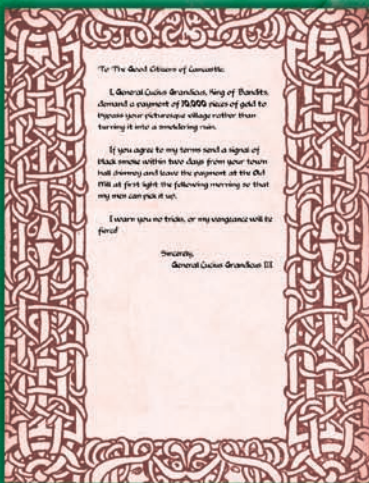 To The Good Citizens of Lancastle,
I, General Lucius Grandicus, King of Bandits,
demand a payment of 10,000 pieces of gold to
bypass your picturesque village rather than
turning it into a smoldering ruin.
If you agree to my terms send a signal of
black smoke within two days from your town
hall chimney and leave the payment at the Old
Mill at first light the following morning so that
my men can pick it up.
I warn you no tricks, or my vengeance will be
fierce!
Sincerely,
General Lucius Grandicus III